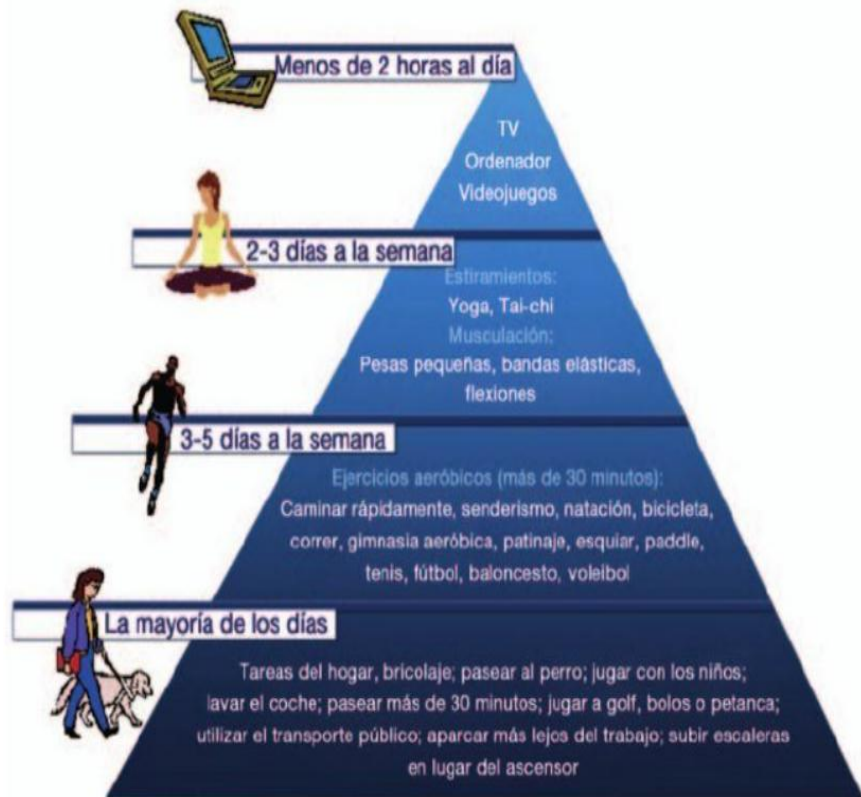 Menos de 2 horas al día
TV
Ordenador
Videojuegos
2-3 días a la semana
Estiramientos:
Yoga, Tai-chi
Musculación:
Pesas pequeñas, bandas elásticas,
flexiones
3-5 días a la semana
Ejercicios aeróbicos (más de 30 minutos):
Caminar rápidamente, senderismo, natación, bicicleta,
correr, gimnasia aeróbica, patinaje, esquiar, paddle,
tenis, fútbol, baloncesto, voleibol
La mayoría de los días
Tareas del hogar, bricolaje; pasear al perro; jugar con los niños;
lavar el coche; pasear más de 30 minutos; jugar a golf, bolos o petanca;
utilizar el transporte público; aparcar más lejos del trabajo; subir escaleras
en lugar del ascensor